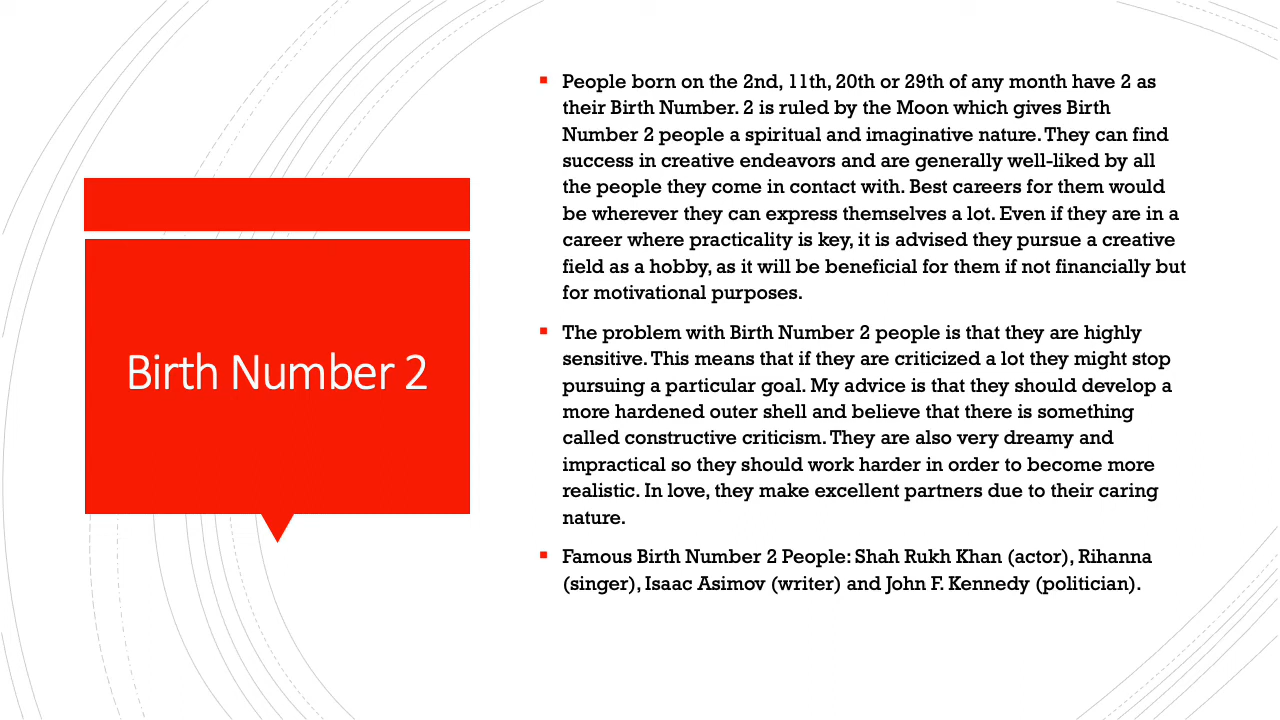 Birth Number 2
People born on the 2nd, 11th, 20th or 29th of any month have 2 as
their Birth Number. 2 is ruled by the Moon which gives Birth
Number 2 people a spiritual and imaginative nature. They can find
success in creative endeavors and are generally well-liked by all
the people they come in contact with. Best careers for them would
be wherever they can express themselves a lot. Even if they are in a
career where practicality is key, it is advised they pursue a creative
field as a hobby, as it will be beneficial for them if not financially but
for motivational purposes.
The problem with Birth Number 2 people is that they are highly
sensitive. This means that if they are criticized a lot they might stop
pursuing a particular goal. My advice is that they should develop a
more hardened outer shell and believe that there is something
called constructive criticism. They are also very dreamy and
impractical so they should work harder in order to become more
realistic. In love, they make excellent partners due to their caring
nature.
Famous Birth Number 2 People: Shah Rukh Khan (actor), Rihanna
(singer), Isaac Asimov (writer) and John F. Kennedy (politician).